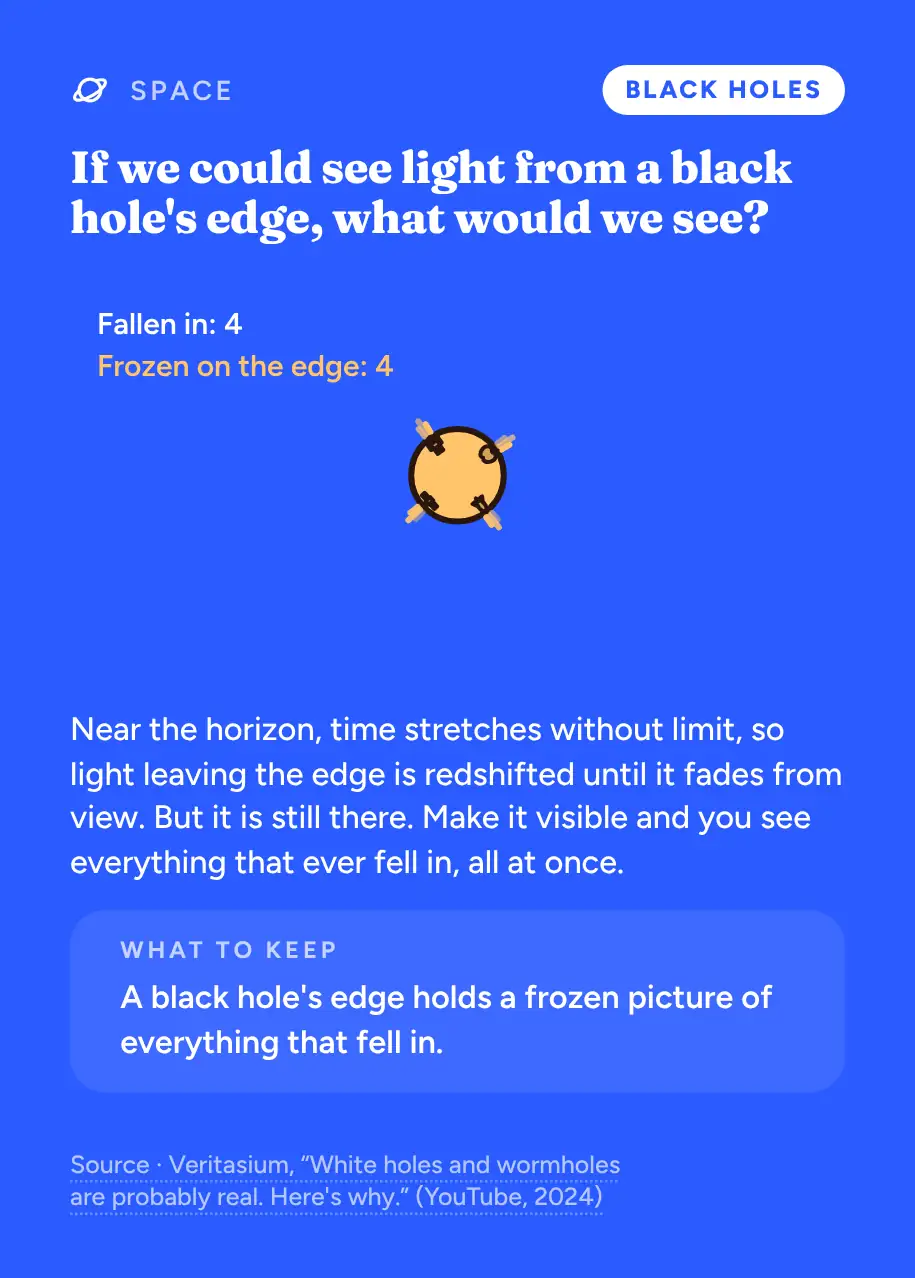 SPACE
BLACK HOLES
If we could see light from a black
hole's edge, what would we see?
Fallen in: 4
Frozen on the edge: 4
Near the horizon, time stretches without limit, so
light leaving the edge is redshifted until it fades from
view. But it is still there. Make it visible and you see
everything that ever fell in, all at once.
WHAT TO KEEP
A black hole's edge holds a frozen picture of
everything that fell in.
Source · Veritasium, “White holes and wormholes
are probably real. Here's why.” (YouTube, 2024)